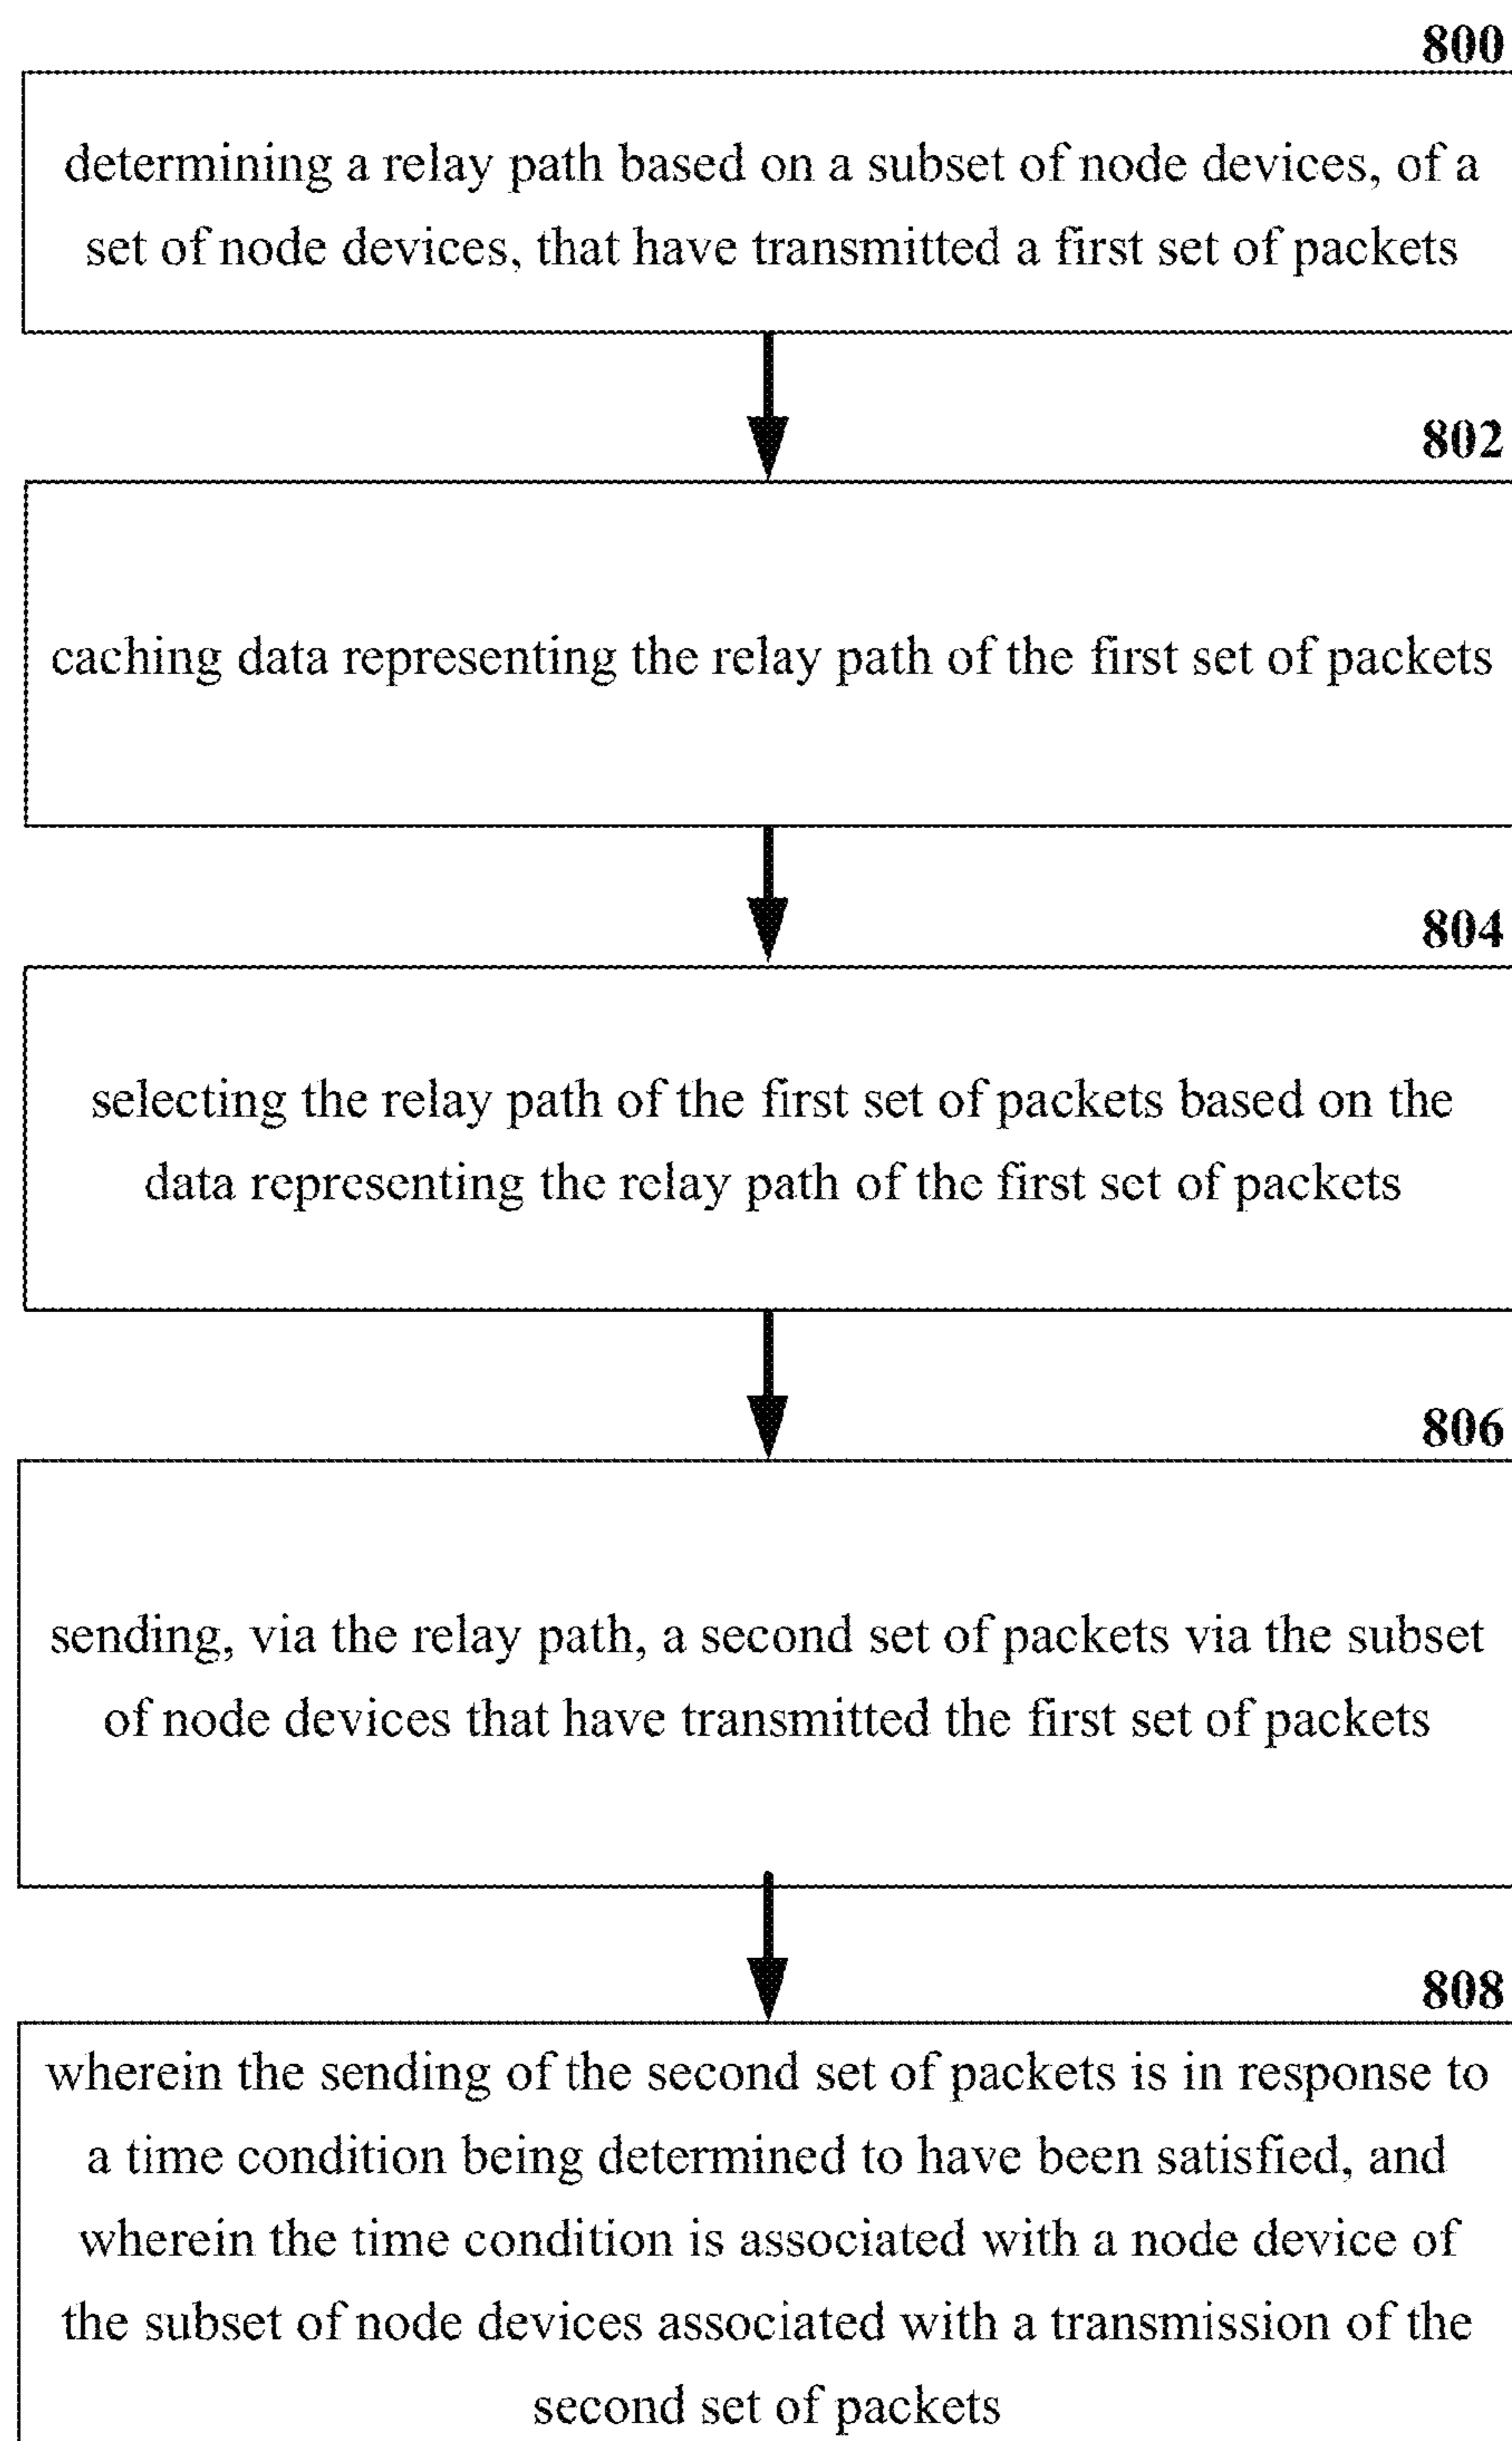 800
determining a relay path based on a subset of node devices, of a
set of node devices, that have transmitted a first set of packets
802
caching data representing the relay path of the first set of packets
804
selecting the relay path of the first set of packets based on the
data representing the relay path of the first set of packets
806
sending, via the relay path, a second set of packets via the subset
of node devices that have transmitted the first set of packets
808
wherein the sending of the second set of packets is in response to
a time condition being determined to have been satisfied, and
wherein the time condition is associated with a node device of
the subset of node devices associated with a transmission of the
second set of packets